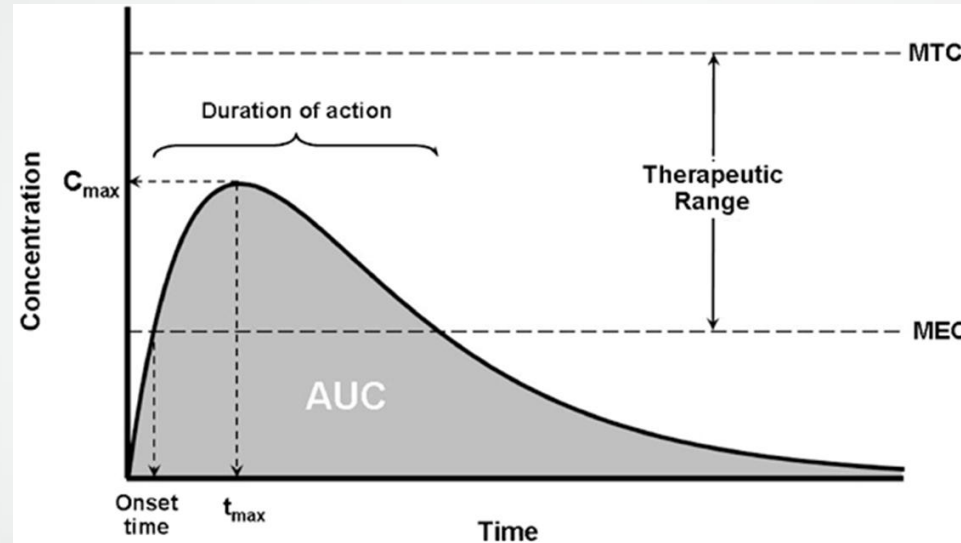 MTC
Duration of action
Concentration
Cmax
Therapeutic
Range
MEC
AUC
Onset
time
tmax
Time